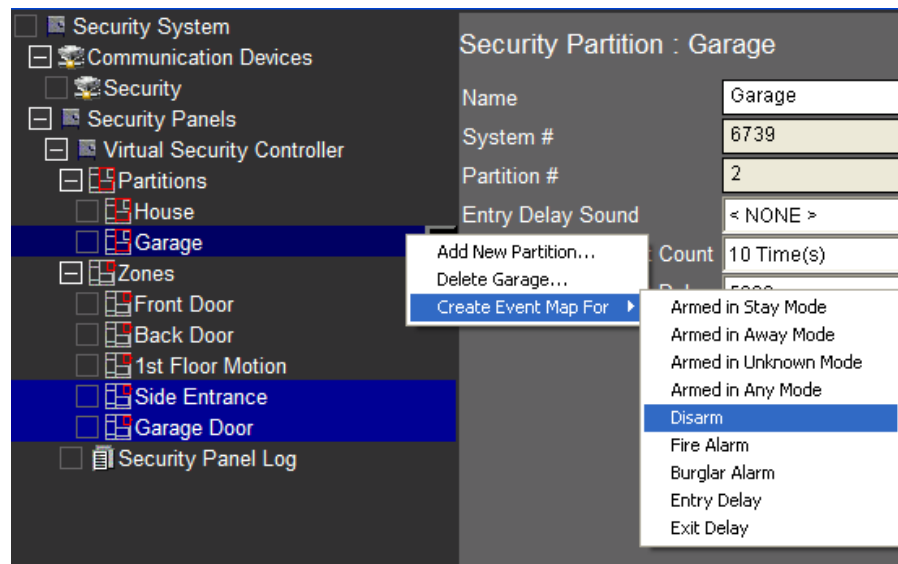 Security System
Communication Devices
Security
Security Panels
Virtual Security Controller
Partitions
House
Garage
Zones
Front Door
Back Door
1st Floor Motion
Side Entrance
Garage Door
Security Panel Log
Security Partition : Garage
Name Garage
System # 6739
Partition # 2
Entry Delay Sound < NONE >
Count 10 Time(s)
Add New Partition...
Delete Garage...
Create Event Map For
Armed in Stay Mode
Armed in Away Mode
Armed in Unknown Mode
Armed in Any Mode
Disarm
Fire Alarm
Burglar Alarm
Entry Delay
Exit Delay